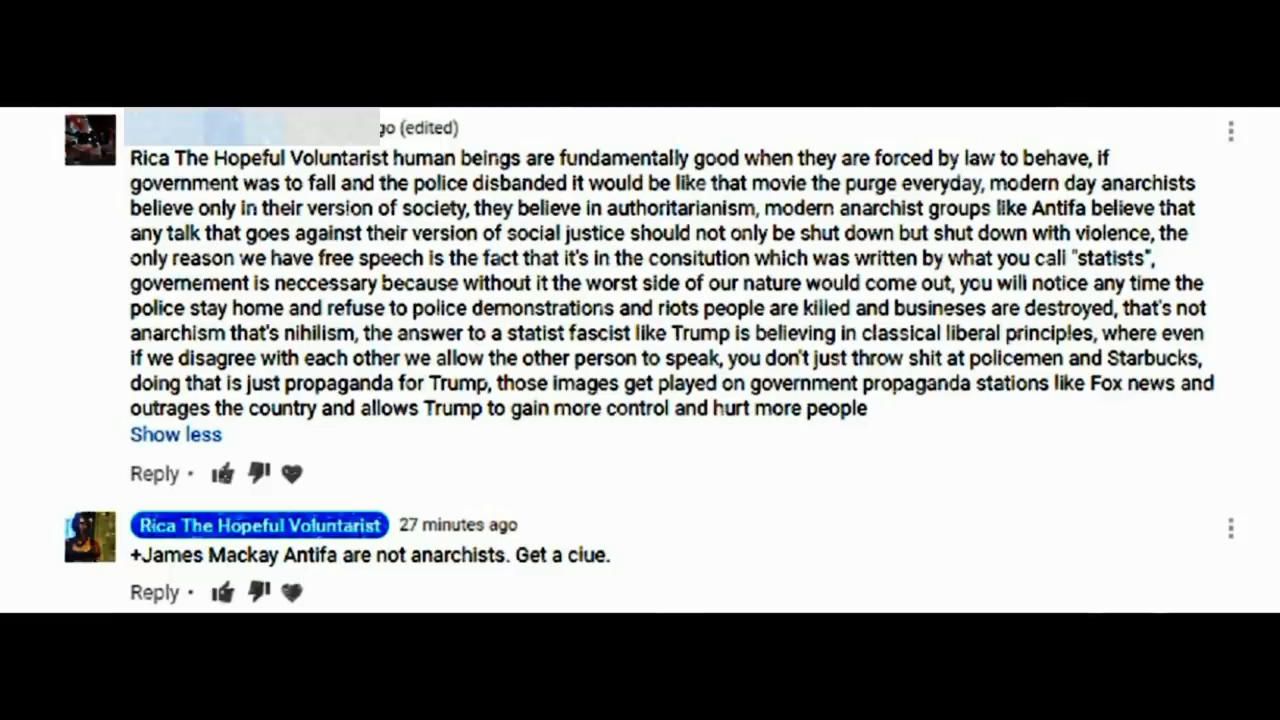 go (edited)
Rica The Hopeful Voluntarist human beings are fundamentally good when they are forced by law to behave, if
government was to fall and the police disbanded it would be like that movie the purge everyday, modern day anarchists
believe only in their version of society, they believe in authoritarianism, modern anarchist groups like Antifa believe that
any talk that goes against their version of social justice should not only be shut down but shut down with violence, the
only reason we have free speech is the fact that it's in the consitution which was written by what you call "statists",
governement is neccessary because without it the worst side of our nature would come out, you will notice any time the
police stay home and refuse to police demonstrations and riots people are killed and busineses are destroyed, that's not
anarchism that's nihilism, the answer to a statist fascist like Trump is believing in classical liberal principles, where even
if we disagree with each other we allow the other person to speak, you don't just throw shit at policemen and Starbucks,
doing that is just propaganda for Trump, those images get played on government propaganda stations like Fox news and
outrages the country and allows Trump to gain more control and hurt more people
Show less
Reply
Rica The Hopeful Voluntarist 27 minutes ago
+James Mackay Antifa are not anarchists. Get a clue.
Reply